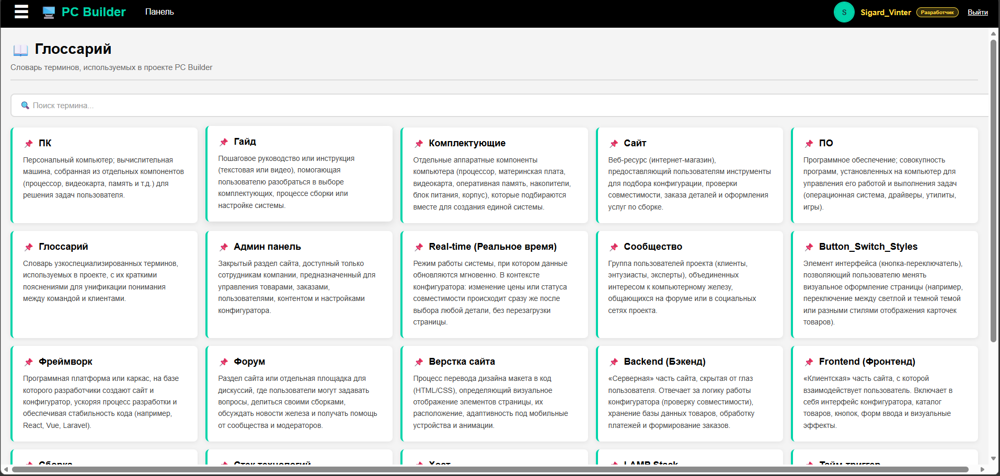 PC Builder
Панель
S
Sigard_Vinter
Разработчик
Выйти
Глоссарий
Словарь терминов, используемых в проекте PC Builder
Поиск термина...
ПК
Персональный компьютер; вычислительная
машина, собранная из отдельных компонентов
(процессор, видеокарта, память и т.д.) для
решения задач пользователя.
Гайд
Пошаговое руководство или инструкция
(текстовая или видео), помогающая
пользователю разобраться в выборе
комплектующих, процессе сборки или
настройке системы.
Комплектующие
Отдельные аппаратные компоненты
компьютера (процессор, материнская плата,
видеокарта, оперативная память, накопители,
блок питания, корпус), которые подбираются
вместе для создания единой системы.
Сайт
Веб-ресурс (интернет-магазин),
предоставляющий пользователям инструменты
для подбора конфигурации, проверки
совместимости, заказа деталей и оформления
услуг по сборке.
ПО
Программное обеспечение; совокупность
программ, установленных на компьютер для
управления его работой и выполнения задач
(операционная система, драйверы, утилиты,
игры).
Глоссарий
Словарь узкоспециализированных терминов,
используемых в проекте, с их краткими
пояснениями для унификации понимания
между командой и клиентами.
Админ панель
Закрытый раздел сайта, доступный только
сотрудникам компании, предназначенный для
управления товарами, заказами,
пользователями, контентом и настройками
конфигуратора.
Real-time (Реальное время)
Режим работы системы, при котором данные
обновляются мгновенно. В контексте
конфигуратора: изменение цены или статуса
совместимости происходит сразу же после
выбора любой детали, без перезагрузки
страницы.
Сообщество
Группа пользователей проекта (клиенты,
энтузиасты, эксперты), объединенных
интересом к компьютерному железу,
общающихся на форуме или в социальных
сетях проекта.
Button_Switch_Styles
Элемент интерфейса (кнопка-переключатель),
позволяющий пользователю менять
визуальное оформление страницы (например,
переключение между светлой и темной темой
или разными стилями отображения карточек
товаров).
Фреймворк
Программная платформа или каркас, на базе
которого разработчики создают сайт и
конфигуратор, ускоряя процесс разработки и
обеспечивая стабильность кода (например,
React, Vue, Laravel).
Форум
Раздел сайта или отдельная площадка для
дискуссий, где пользователи могут задавать
вопросы, делиться своими сборками,
обсуждать новости железа и получать помощь
от сообщества и модераторов.
Верстка сайта
Процесс перевода дизайна макета в код
(HTML/CSS), определяющий визуальное
отображение элементов страницы, их
расположение, адаптивность под мобильные
устройства и анимации.
Backend (Бэкенд)
«Серверная» часть сайта, скрытая от глаз
пользователя. Отвечает за логику работы
конфигуратора (проверку совместимости),
хранение базы данных товаров, обработку
платежей и формирование заказов.
Frontend (Фронтенд)
«Клиентская» часть сайта, с которой
взаимодействует пользователь. Включает в
себя интерфейс конфигуратора, каталог
товаров, кнопок, форм ввода и визуальные
эффекты.
Сборка
Стек технологий
Хост
LAMP Stack
Тайм-триггер